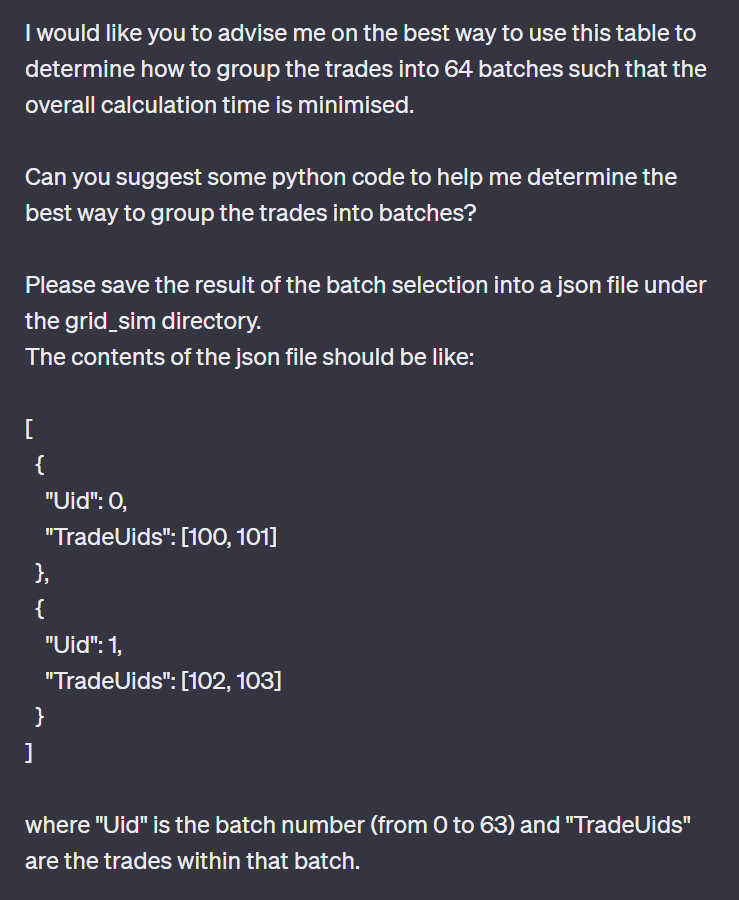 I would like you to advise me on the best way to use this table to
determine how to group the trades into 64 batches such that the
overall calculation time is minimised.
Can you suggest some python code to help me determine the
best way to group the trades into batches?
Please save the result of the batch selection into a json file under
the grid_sim directory.
The contents of the json file should be like:
[
{
"Uid": 0,
"TradeUids": [100, 101]
},
{
"Uid": 1,
"TradeUids": [102, 103]
}
]
where "Uid" is the batch number (from 0 to 63) and "TradeUids"
are the trades within that batch.